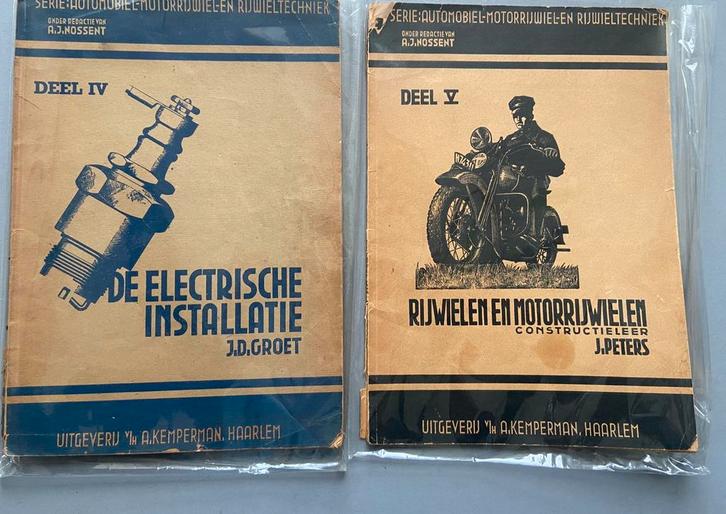 SERIE: AUTOMOBIEL-MOTORRIJWIEL-EN RIJWIELTECHNIEK
ONDER REDACTIE VAN
A.J. NOSSENT
DEEL IV
DE ELECTRISCHE
INSTALLATIE
J.D. GROET
UITGEVERIJ V/H A. KEMPERMAN, HAARLEM
SERIE: AUTOMOBIEL-MOTORRIJWIEL-EN RIJWIELTECHNIEK
ONDER REDACTIE VAN
A.J. NOSSENT
DEEL V
RIJWIELEN EN MOTORRIJWIELEN
CONSTRUCTIELEER
J. PETERS
UITGEVERIJ V/H A. KEMPERMAN, HAARLEM